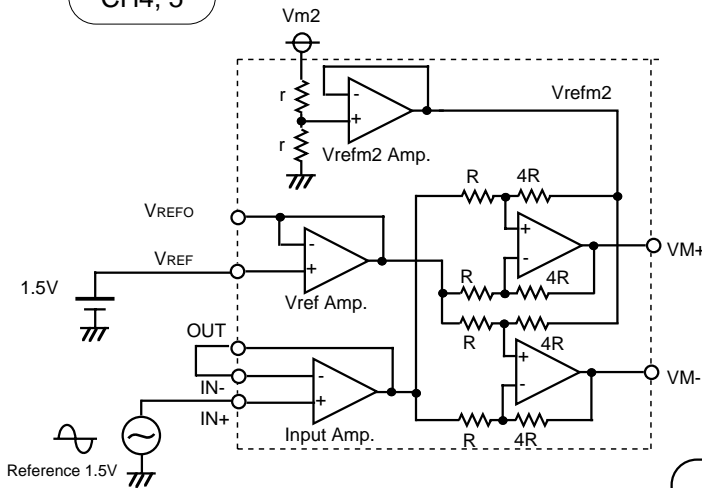 CH4, 5
Vm2
r
r
-
+
Vrefm2
Vrefm2 Amp.
R
4R
VREFO
-
+
VREF
Vref Amp.
+
-
VM+
R
4R
1.5V
R
4R
OUT
IN-
IN+
-
+
Input Amp.
+
-
VM-
R
4R
Reference 1.5V